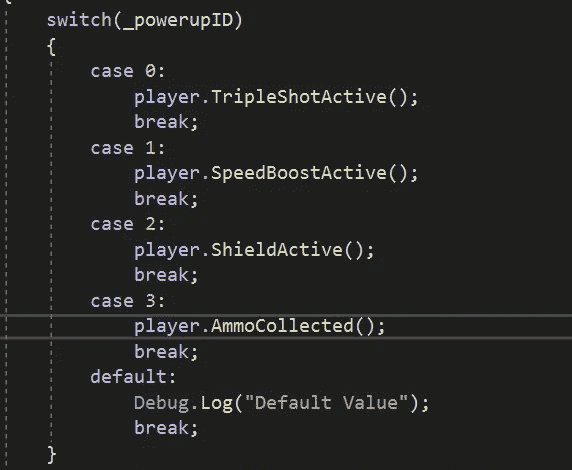 switch(_powerupID)
{
case 0:
player.TripleShotActive();
break;
case 1:
player.SpeedBoostActive();
break;
case 2:
player.ShieldActive();
break;
case 3:
player.AmmoCollected();
break;
default:
Debug.Log("Default Value");
break;
}